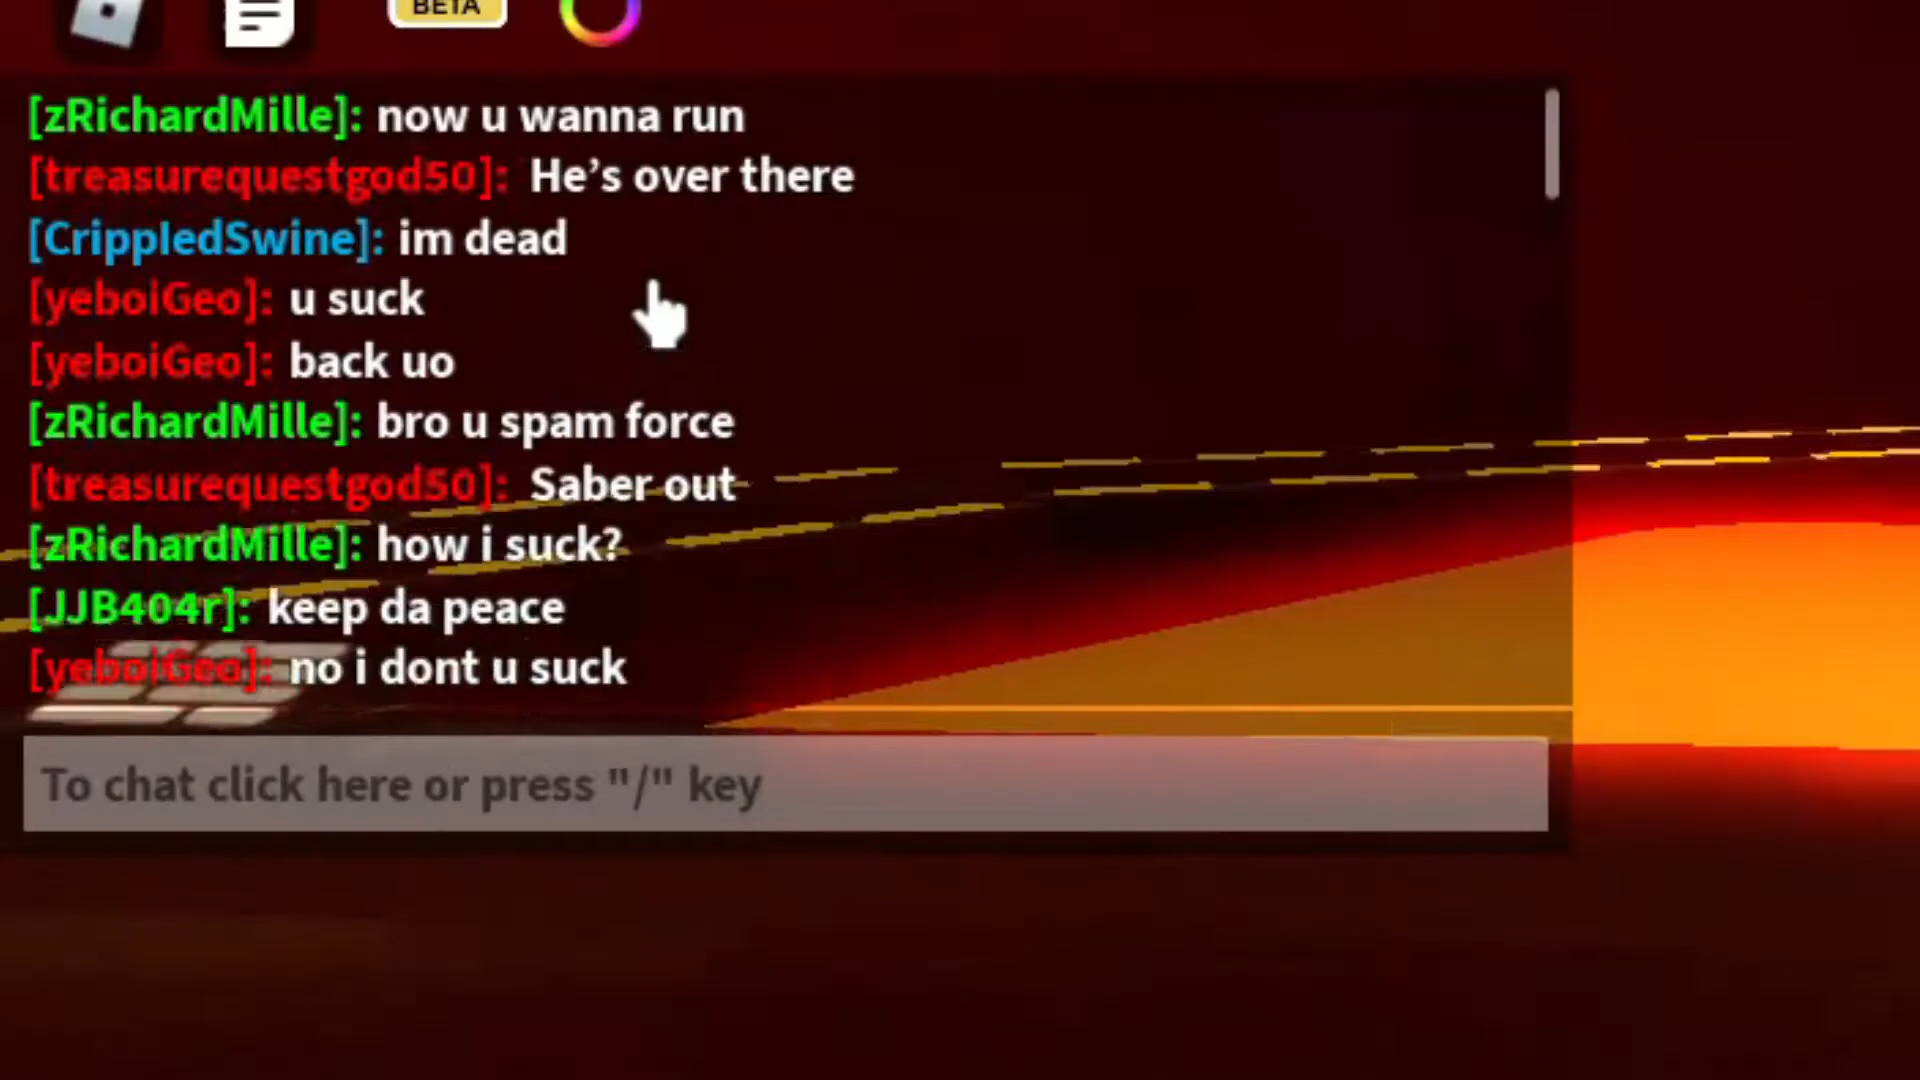 BETA
[zRichardMille]: now u wanna run
[treasurequestgod50]: He’s over there
[CrippIedSwine]: im dead
[yeboiGeo]: u suck
[yeboiGeo]: back uo
[zRichardMille]: bro u spam force
[treasurequestgod50]: Saber out
[zRichardMille]: how i suck?
[JJB404r]: keep da peace
[yeboiGeo]: no i dont u suck
To chat click here or press "/" key